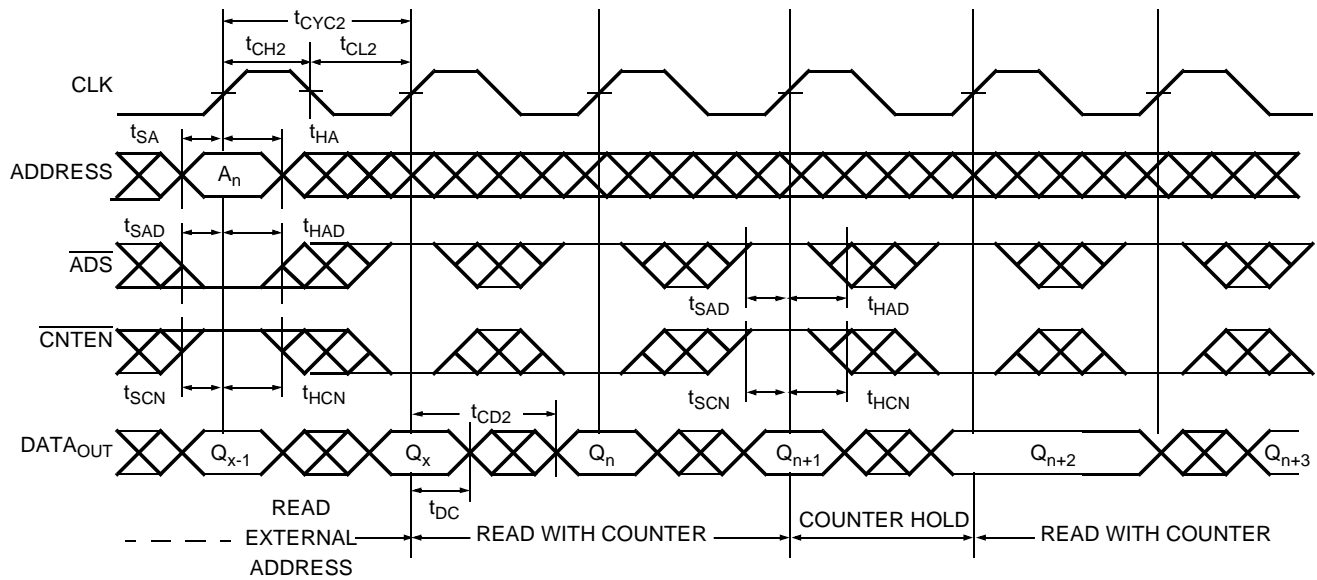 tCYC2
tCH2 tCL2
CLK
tSA tHA
ADDRESS An
tSAD tHAD
ADS
tSAD tHAD
CNTEN
tSCN tHCN tSCN tHCN
tCD2
DATAOUT Qx-1 Qx Qn Qn+1 Qn+2 Qn+3
tDC
READ
EXTERNAL
ADDRESS
READ WITH COUNTER
COUNTER HOLD
READ WITH COUNTER